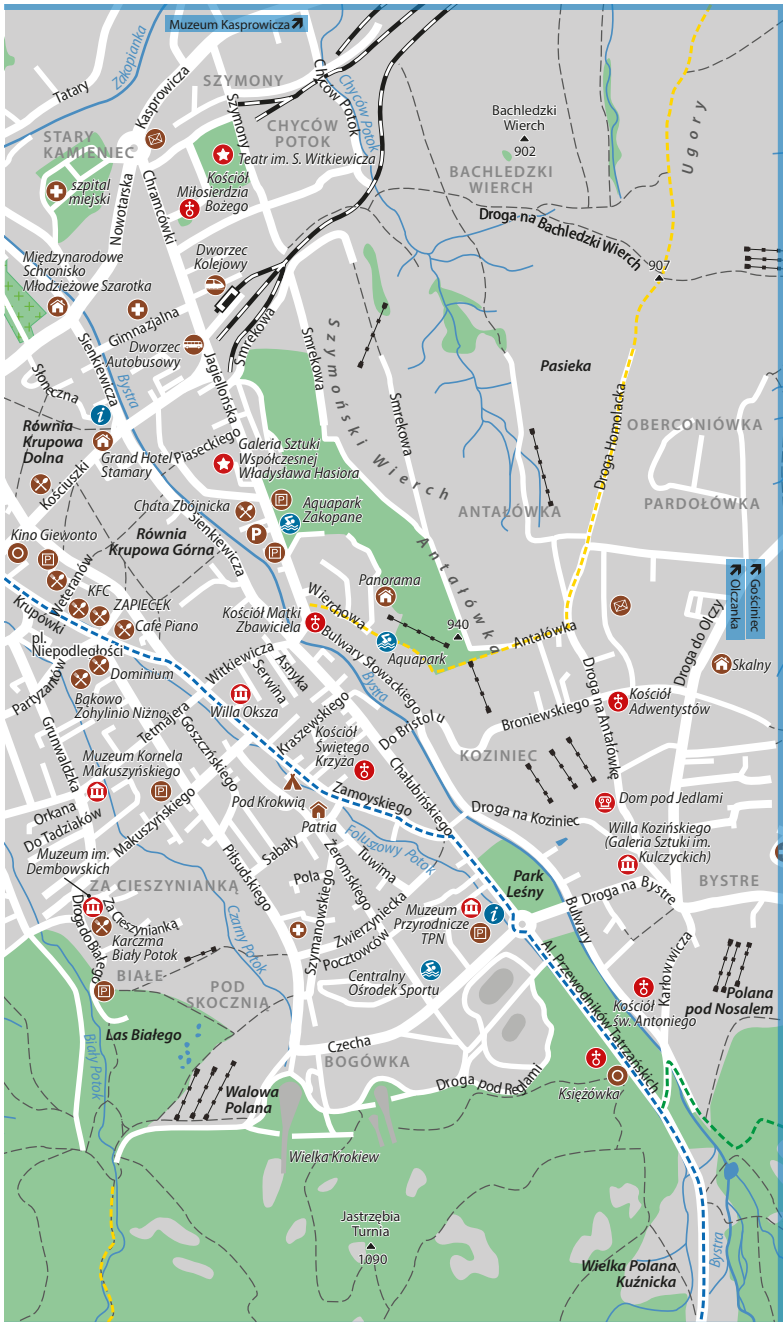 Muzeum Kasprowicza
Zakopianka
Tatary
Kasprowicza
SZYMONY
Szymony
Chyców Potok
Chyców Potok
STARY
KAMIENIEC
CHYCÓW
POTOK
Teatr im. S. Witkiewicza
Bachledzki
Wierch
902
BACHLEDZKI
WIERCH
Ugory
szpital
miejski
Kościół
Miłosierdzia
Bożego
Nowotarska
Chramcówki
Droga na Bachledzki Wierch
907
Międzynarodowe
Schronisko
Młodzieżowe Szarotka
Dworzec
Kolejowy
Gimnazjalna
Dworzec
Autobusowy
Smrekowa
Smrekowa
Smrekowa
Szymoński Wierch
Sienkiewicza
Bystra
Jagiellońska
Słoneczna
Pasieka
Droga Homolacka
OBERCONIÓWKA
Równia
Krupowa
Dolna
Grand Hotel
Stamary
Piaseckiego
Galeria Sztuki
Współczesnej
Władysława Hasiora
Kościuszki
Chata Zbójnicka
Aquapark
Zakopane
ANTAŁÓWKA
PARDOŁÓWKA
Kino Giewonto
Równia
Krupowa Górna
Sienkiewicza
Weteranów
Krupówki
KFC
ZAPIECEK
Cafe Piano
Panorama
Wierchowa
Antałówka
Kościół Matki
Zbawiciela
940
Antałówka
Aquapark
Bulwary Słowackiego
Bystra
Olczanka
Gościniec
Droga do Olczy
Skalny
pl.
Niepodległości
Dominium
Partyzantów
Bąkowo
Zohylinio Niżno
Witkiewicza
Asnyka
Serwina
Willa Oksza
Tetmajera
Goszczyńskiego
Kraszewskiego
Do Bristolu
Broniewskiego
Droga na Antałówkę
Kościół
Adwentystów
Grunwaldzka
Kościół
Świętego
Krzyża
Chałubińskiego
KOZINIEC
Muzeum Kornela
Makuszyńskiego
Orkana
Do Tadziaków
Makuszyńskiego
Pod Krokwią
Patria
Zamoyskiego
Foluszowy Potok
Droga na Koziniec
Dom pod Jedlami
Willa Kozińskiego
(Galeria Sztuki im.
Kulczyckich)
Muzeum im.
Dembowskich
Piłsudskiego
Sabały
Pola
Żeromskiego
Tuwima
ZA CIESZYNIANKĄ
Za Cieszynianką
Park
Leśny
Droga na Bystre
BYSTRE
Bulwary
Karczma
Biały Potok
Droga do Białego
Czarny Potok
Szymanowskiego
Zwierzyniecka
Pocztowców
Muzeum
Przyrodnicze
TPN
BIAŁE
POD
SKOCZNIA
Centralny
Ośrodek Sportu
Al. Przewodników Tatrzańskich
Karłowwicza
Kościół
św. Antoniego
Polana
pod Nosalem
Las Białego
Biały Potok
Czecha
BOGÓWKA
Droga pod Reglami
Księżówka
Walowa
Polana
Wielka Krokiew
Jastrzębia
Turnia
1090
Wielka Polana
Kuźnicka
Bystra